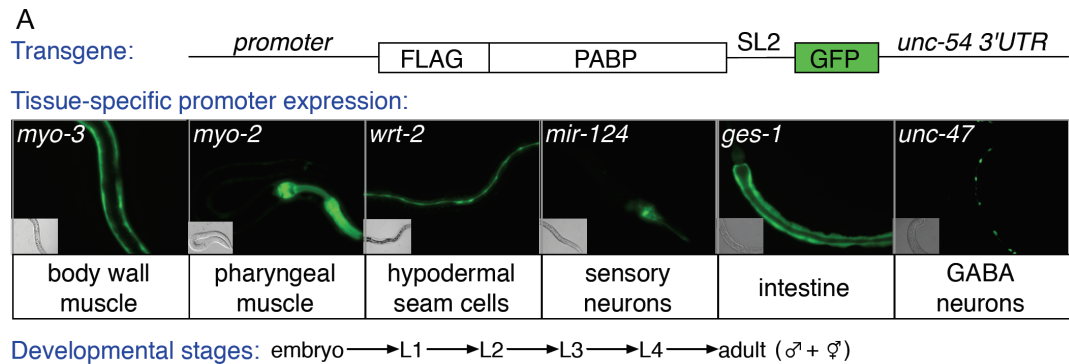 A
Transgene: promoter FLAG PABP SL2 GFP unc-54 3'UTR
Tissue-specific promoter expression:
myo-3 myo-2 wrt-2 mir-124 ges-1 unc-47
body wall muscle
pharyngeal muscle
hypodermal seam cells
sensory neurons
intestine
GABA neurons
Developmental stages: embryo L1 L2 L3 L4 adult (♂ + ⚥)